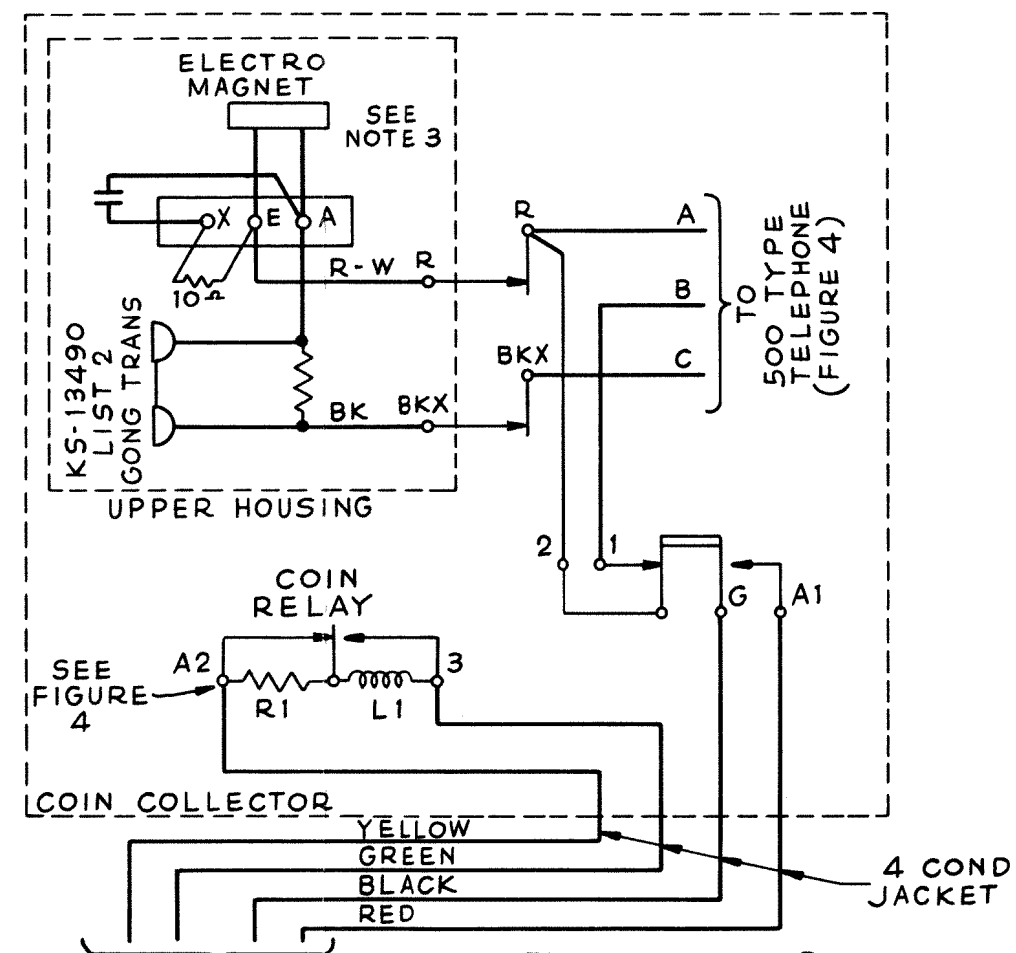 ELECTRO
MAGNET
SEE
NOTE 3
X
E
A
R-W
R
10Ω
KS-13490
LIST 2
GONG TRANS
BK
BKX
UPPER HOUSING
R
A
B
BKX
C
TO
500 TYPE
TELEPHONE
(FIGURE 4)
2
1
G
A1
COIN
RELAY
A2
3
R1
L1
SEE
FIGURE
4
COIN COLLECTOR
YELLOW
GREEN
BLACK
RED
4 COND
JACKET